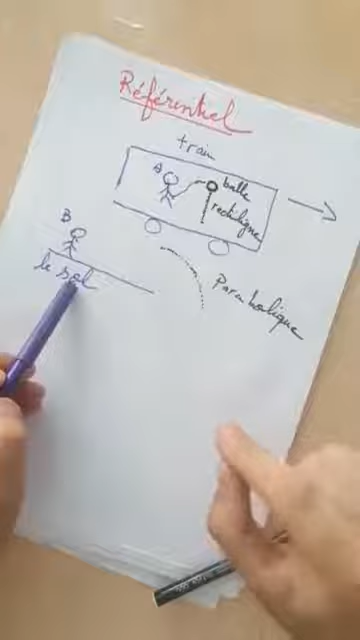 Référentiel
train
A
balle
rectiligne
B
le sol
Parabolique